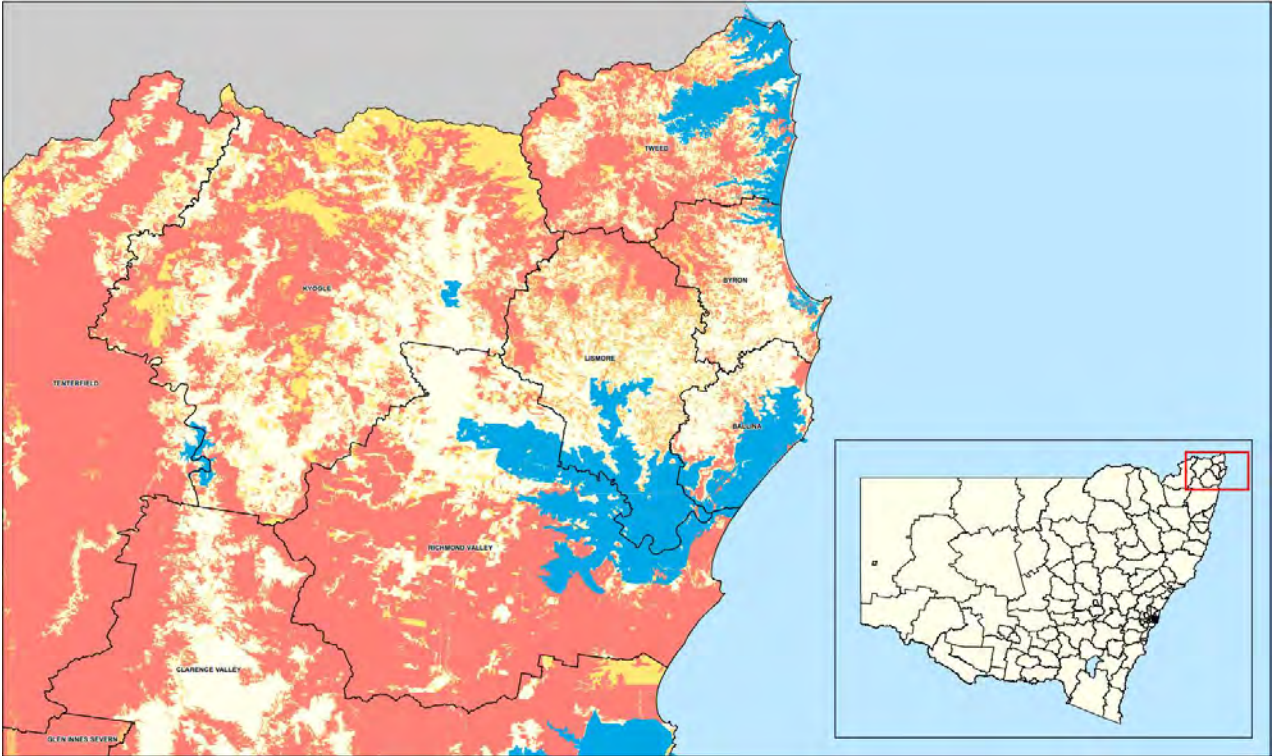 TWEED
BYRON
KYOGLE
LISMORE
TENTERFIELD
BALLINA
RICHMOND VALLEY
CLARENCE VALLEY
GLEN INNES SEVERN